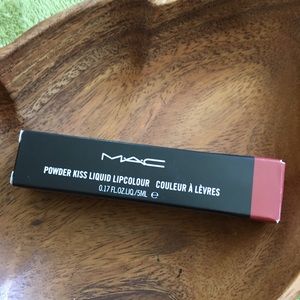 MAC
POWDER KISS LIQUID LIPCOLOUR COULEUR À LÈVRES
0.17 FL.OZ.LIQ./5ML ℮